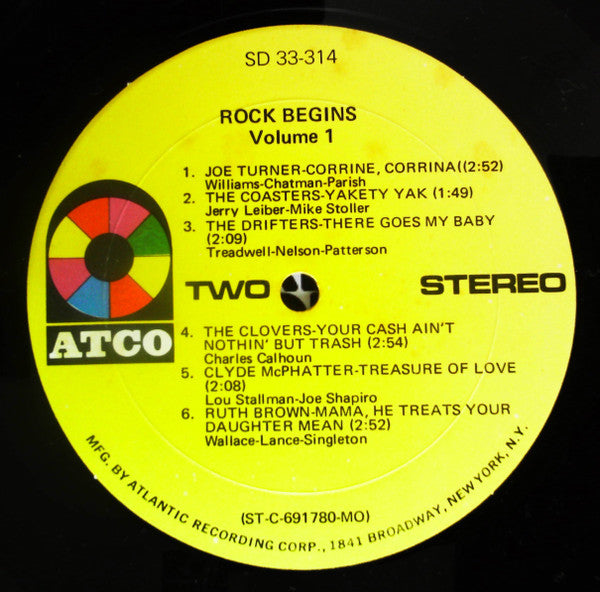 SD 33-314
ROCK BEGINS
Volume 1
1. JOE TURNER-CORRINE, CORRINA((2:52)
Williams-Chatman-Parish
2. THE COASTERS-YAKETY YAK (1:49)
Jerry Leiber-Mike Stoller
3. THE DRIFTERS-THERE GOES MY BABY
(2:09)
Treadwell-Nelson-Patterson
TWO STEREO
ATCO
4. THE CLOVERS-YOUR CASH AIN'T
NOTHIN' BUT TRASH (2:54)
Charles Calhoun
5. CLYDE McPHATTER-TREASURE OF LOVE
(2:08)
Lou Stallman-Joe Shapiro
6. RUTH BROWN-MAMA, HE TREATS YOUR
DAUGHTER MEAN (2:52)
Wallace-Lance-Singleton
(ST-C-691780-MO)
MFG. BY ATLANTIC RECORDING CORP., 1841 BROADWAY, NEW YORK, N.Y.